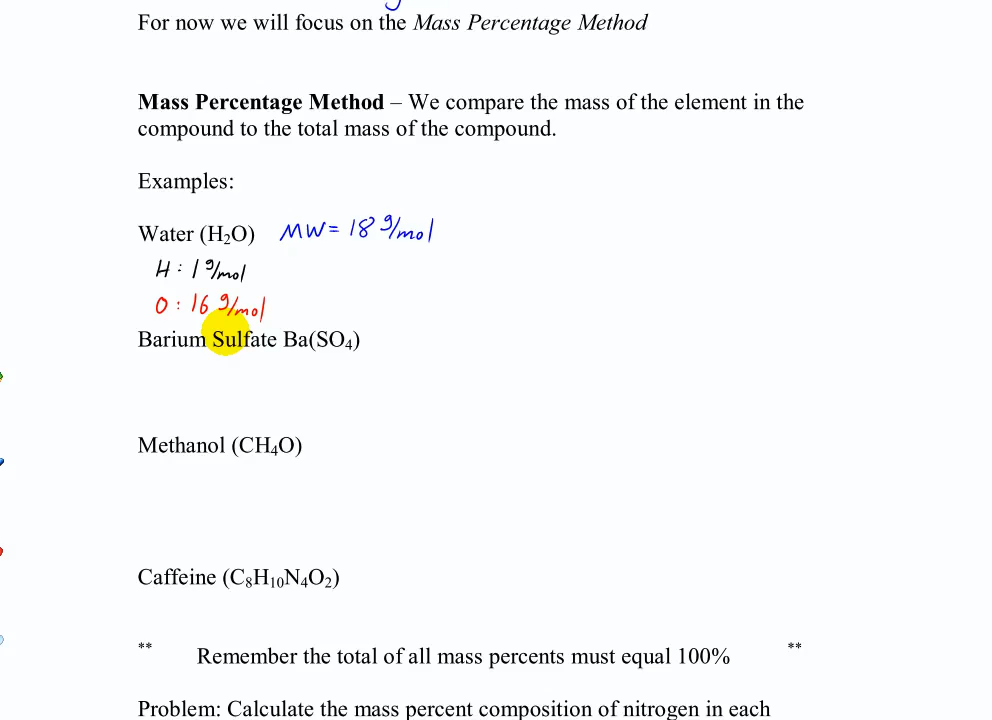 For now we will focus on the Mass Percentage Method
Mass Percentage Method – We compare the mass of the element in the
compound to the total mass of the compound.
Examples:
Water (H₂O) MW = 18 g/mol
H : 1 g/mol
O : 16 g/mol
Barium Sulfate Ba(SO₄)
Methanol (CH₄O)
Caffeine (C₈H₁₀N₄O₂)
** Remember the total of all mass percents must equal 100% **
Problem: Calculate the mass percent composition of nitrogen in each